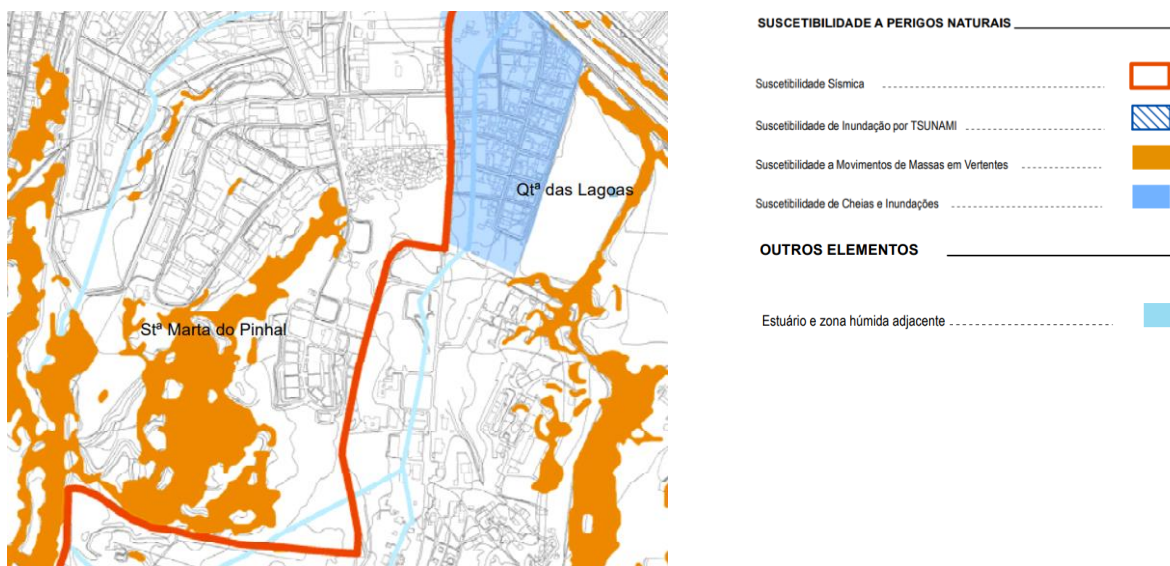 Qtª das Lagoas
Stª Marta do Pinhal
SUSCETIBILIDADE A PERIGOS NATURAIS
Suscetibilidade Sísmica
Suscetibilidade de Inundação por TSUNAMI
Suscetibilidade a Movimentos de Massas em Vertentes
Suscetibilidade de Cheias e Inundações
OUTROS ELEMENTOS
Estuário e zona húmida adjacente